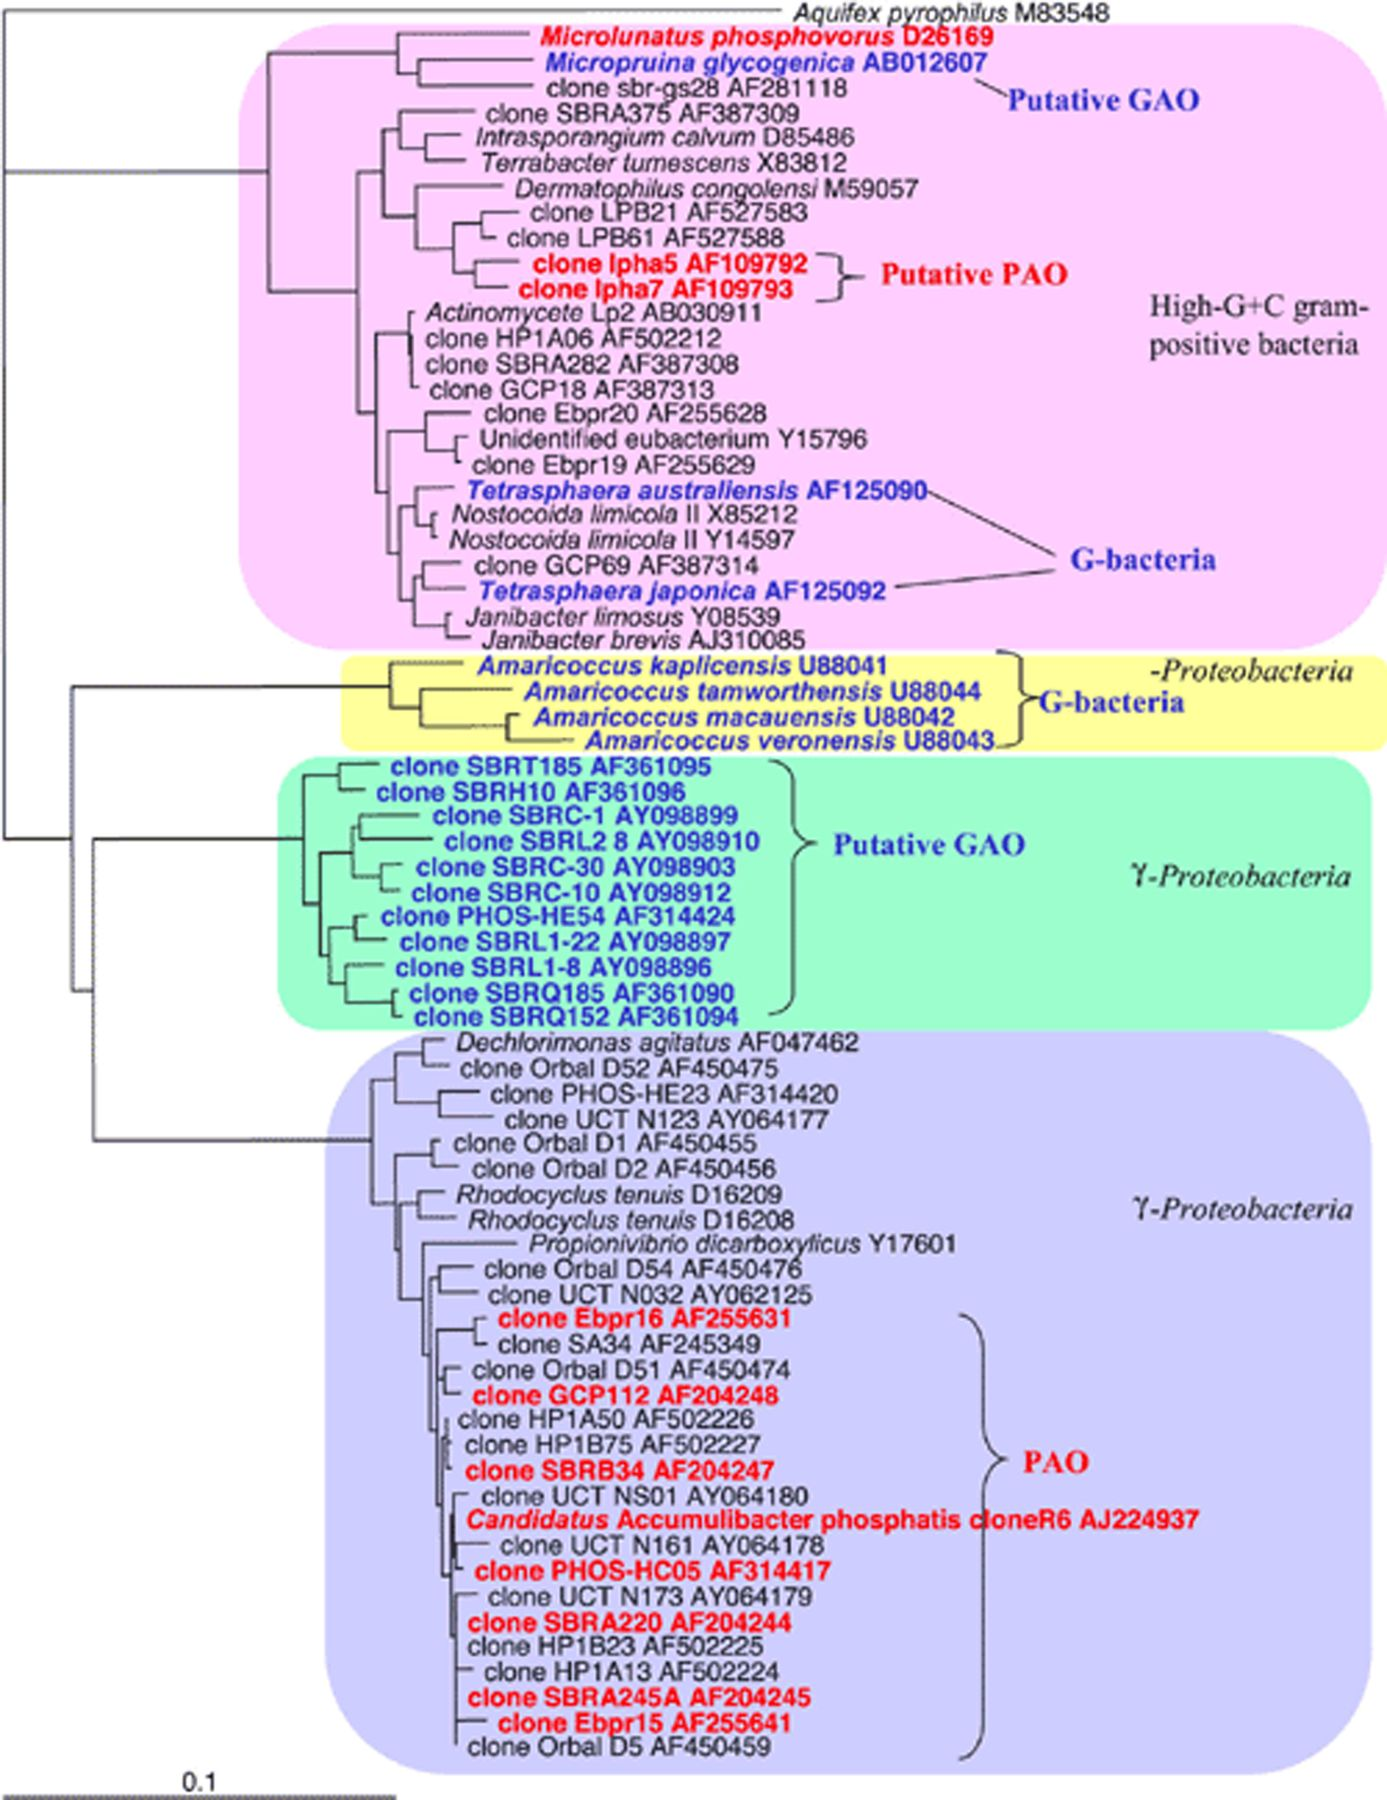 Aquifex pyrophilus M83548
Microlunatus phosphovorus D26169
Micropruina glycogenica AB012607
clone sbr-gs28 AF281118
Putative GAO
clone SBRA375 AF387309
Intrasporangium calvum D85486
Terrabacter tumescens X83812
Dermatophilus congolensi M59057
clone LPB21 AF527583
clone LPB61 AF527588
clone Ipha5 AF109792
Putative PAO
clone Ipha7 AF109793
High-G+C gram-
positive bacteria
Actinomycete Lp2 AB030911
clone HP1A06 AF502212
clone SBRA282 AF387308
clone GCP18 AF387313
clone Ebpr20 AF255628
Unidentified eubacterium Y15796
clone Ebpr19 AF255629
Tetrasphaera australiensis AF125090
Nostocoida limicola II X85212
Nostocoida limicola II Y14597
G-bacteria
clone GCP69 AF387314
Tetrasphaera japonica AF125092
Janibacter limosus Y08539
Janibacter brevis AJ310085
Amaricoccus kaplicensis U88041
-Proteobacteria
Amaricoccus tamworthensis U88044
G-bacteria
Amaricoccus macauensis U88042
Amaricoccus veronensis U88043
clone SBRT185 AF361095
clone SBRH10 AF361096
clone SBRC-1 AY098899
clone SBRL2 8 AY098910
Putative GAO
clone SBRC-30 AY098903
γ-Proteobacteria
clone SBRC-10 AY098912
clone PHOS-HE54 AF314424
clone SBRL1-22 AY098897
clone SBRL1-8 AY098896
clone SBRQ185 AF361090
clone SBRQ152 AF361094
Dechlorimonas agitatus AF047462
clone Orbal D52 AF450475
clone PHOS-HE23 AF314420
clone UCT N123 AY064177
clone Orbal D1 AF450455
clone Orbal D2 AF450456
Rhodocyclus tenuis D16209
γ-Proteobacteria
Rhodocyclus tenuis D16208
Propionivibrio dicarboxylicus Y17601
clone Orbal D54 AF450476
clone UCT N032 AY062125
clone Ebpr16 AF255631
clone SA34 AF245349
clone Orbal D51 AF450474
clone GCP112 AF204248
clone HP1A50 AF502226
clone HP1B75 AF502227
PAO
clone SBRB34 AF204247
clone UCT NS01 AY064180
Candidatus Accumulibacter phosphatis cloneR6 AJ224937
clone UCT N161 AY064178
clone PHOS-HC05 AF314417
clone UCT N173 AY064179
clone SBRA220 AF204244
clone HP1B23 AF502225
clone HP1A13 AF502224
clone SBRA245A AF204245
clone Ebpr15 AF255641
clone Orbal D5 AF450459
0.1